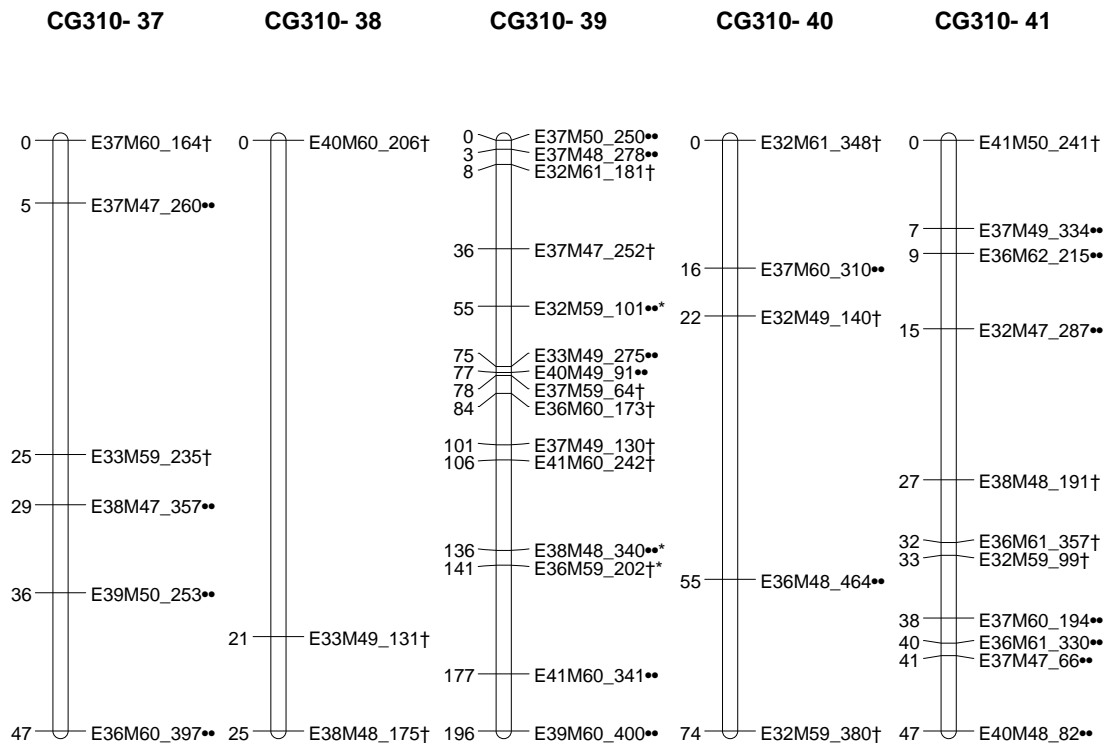 CG310- 37
0 E37M60_164†
5 E37M47_260••
25 E33M59_235†
29 E38M47_357••
36 E39M50_253••
47 E36M60_397••
CG310- 38
0 E40M60_206†
21 E33M49_131†
25 E38M48_175†
CG310- 39
0 E37M50_250••
3 E37M48_278••
8 E32M61_181†
36 E37M47_252†
55 E32M59_101••*
75 E33M49_275••
77 E40M49_91••
78 E37M59_64†
84 E36M60_173†
101 E37M49_130†
106 E41M60_242†
136 E38M48_340••*
141 E36M59_202†*
177 E41M60_341••
196 E39M60_400••
CG310- 40
0 E32M61_348†
16 E37M60_310••
22 E32M49_140†
55 E36M48_464••
74 E32M59_380†
CG310- 41
0 E41M50_241†
7 E37M49_334••
9 E36M62_215••
15 E32M47_287••
27 E38M48_191†
32 E36M61_357†
33 E32M59_99†
38 E37M60_194••
40 E36M61_330••
41 E37M47_66••
47 E40M48_82••